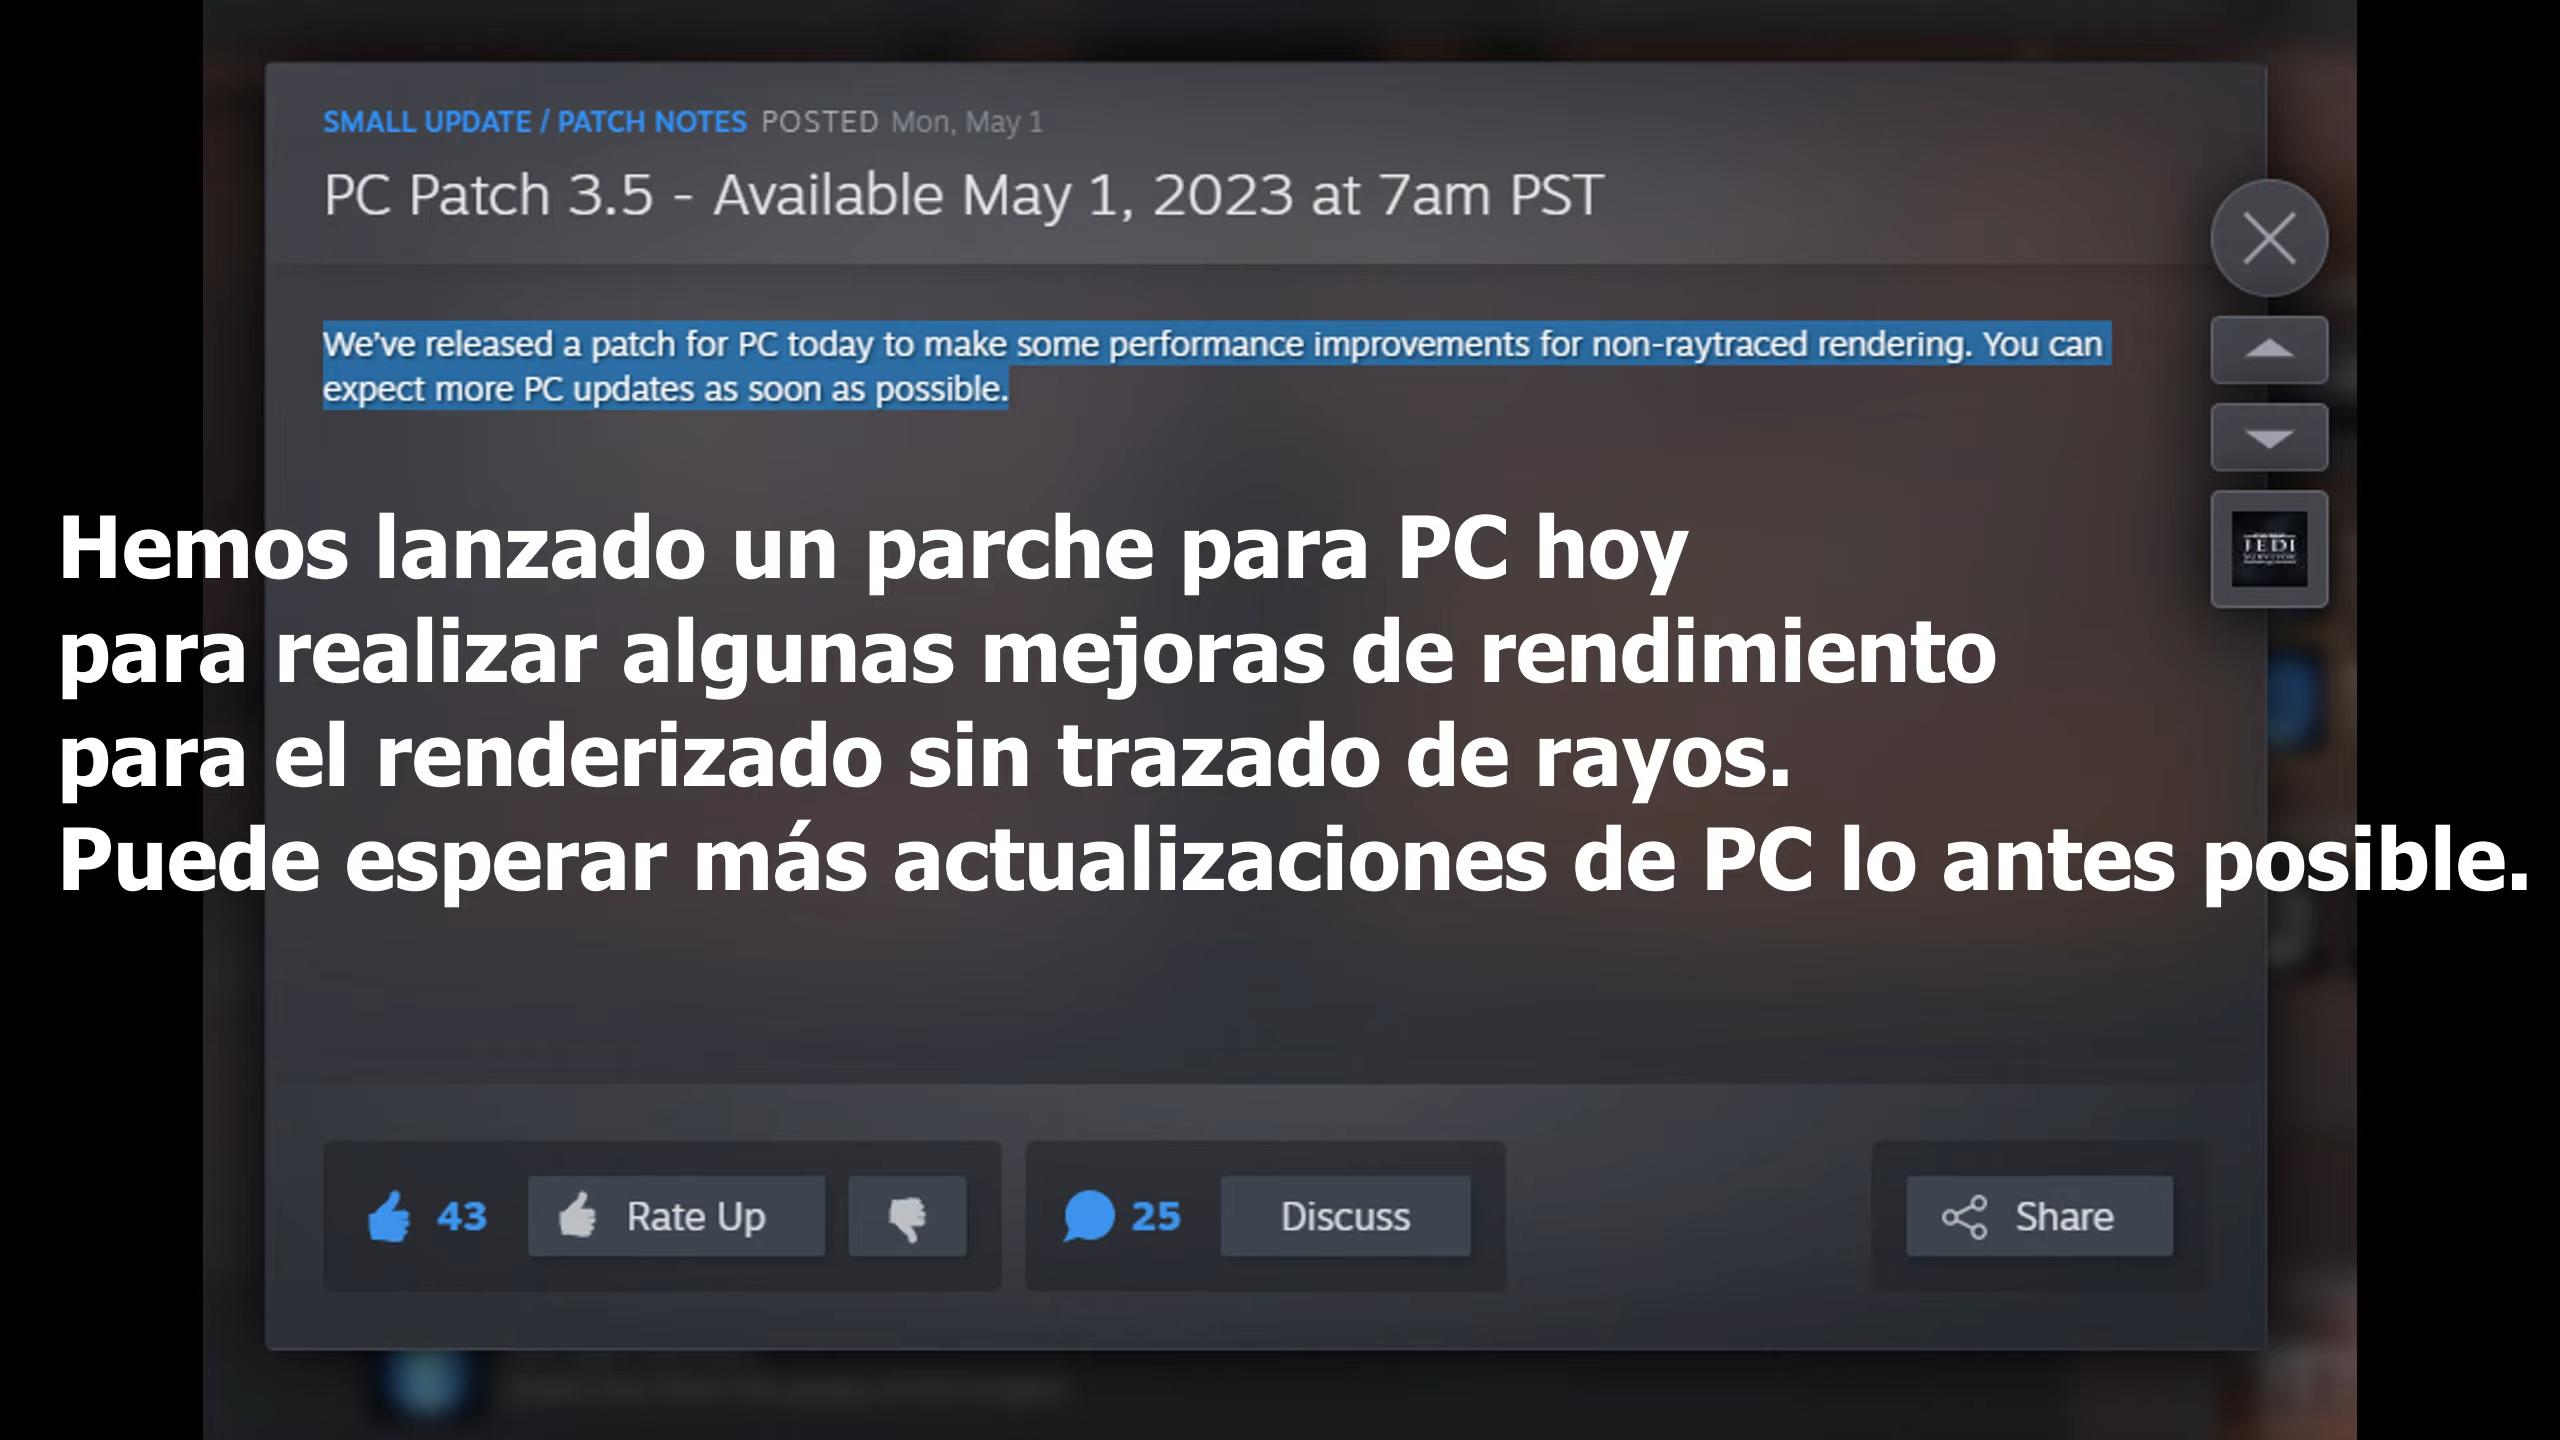 SMALL UPDATE / PATCH NOTES POSTED Mon, May 1
PC Patch 3.5 - Available May 1, 2023 at 7am PST
We've released a patch for PC today to make some performance improvements for non-raytraced rendering. You can
expect more PC updates as soon as possible.
JEDI
Hemos lanzado un parche para PC hoy
para realizar algunas mejoras de rendimiento
para el renderizado sin trazado de rayos.
Puede esperar más actualizaciones de PC lo antes posible.
43 Rate Up 25 Discuss Share